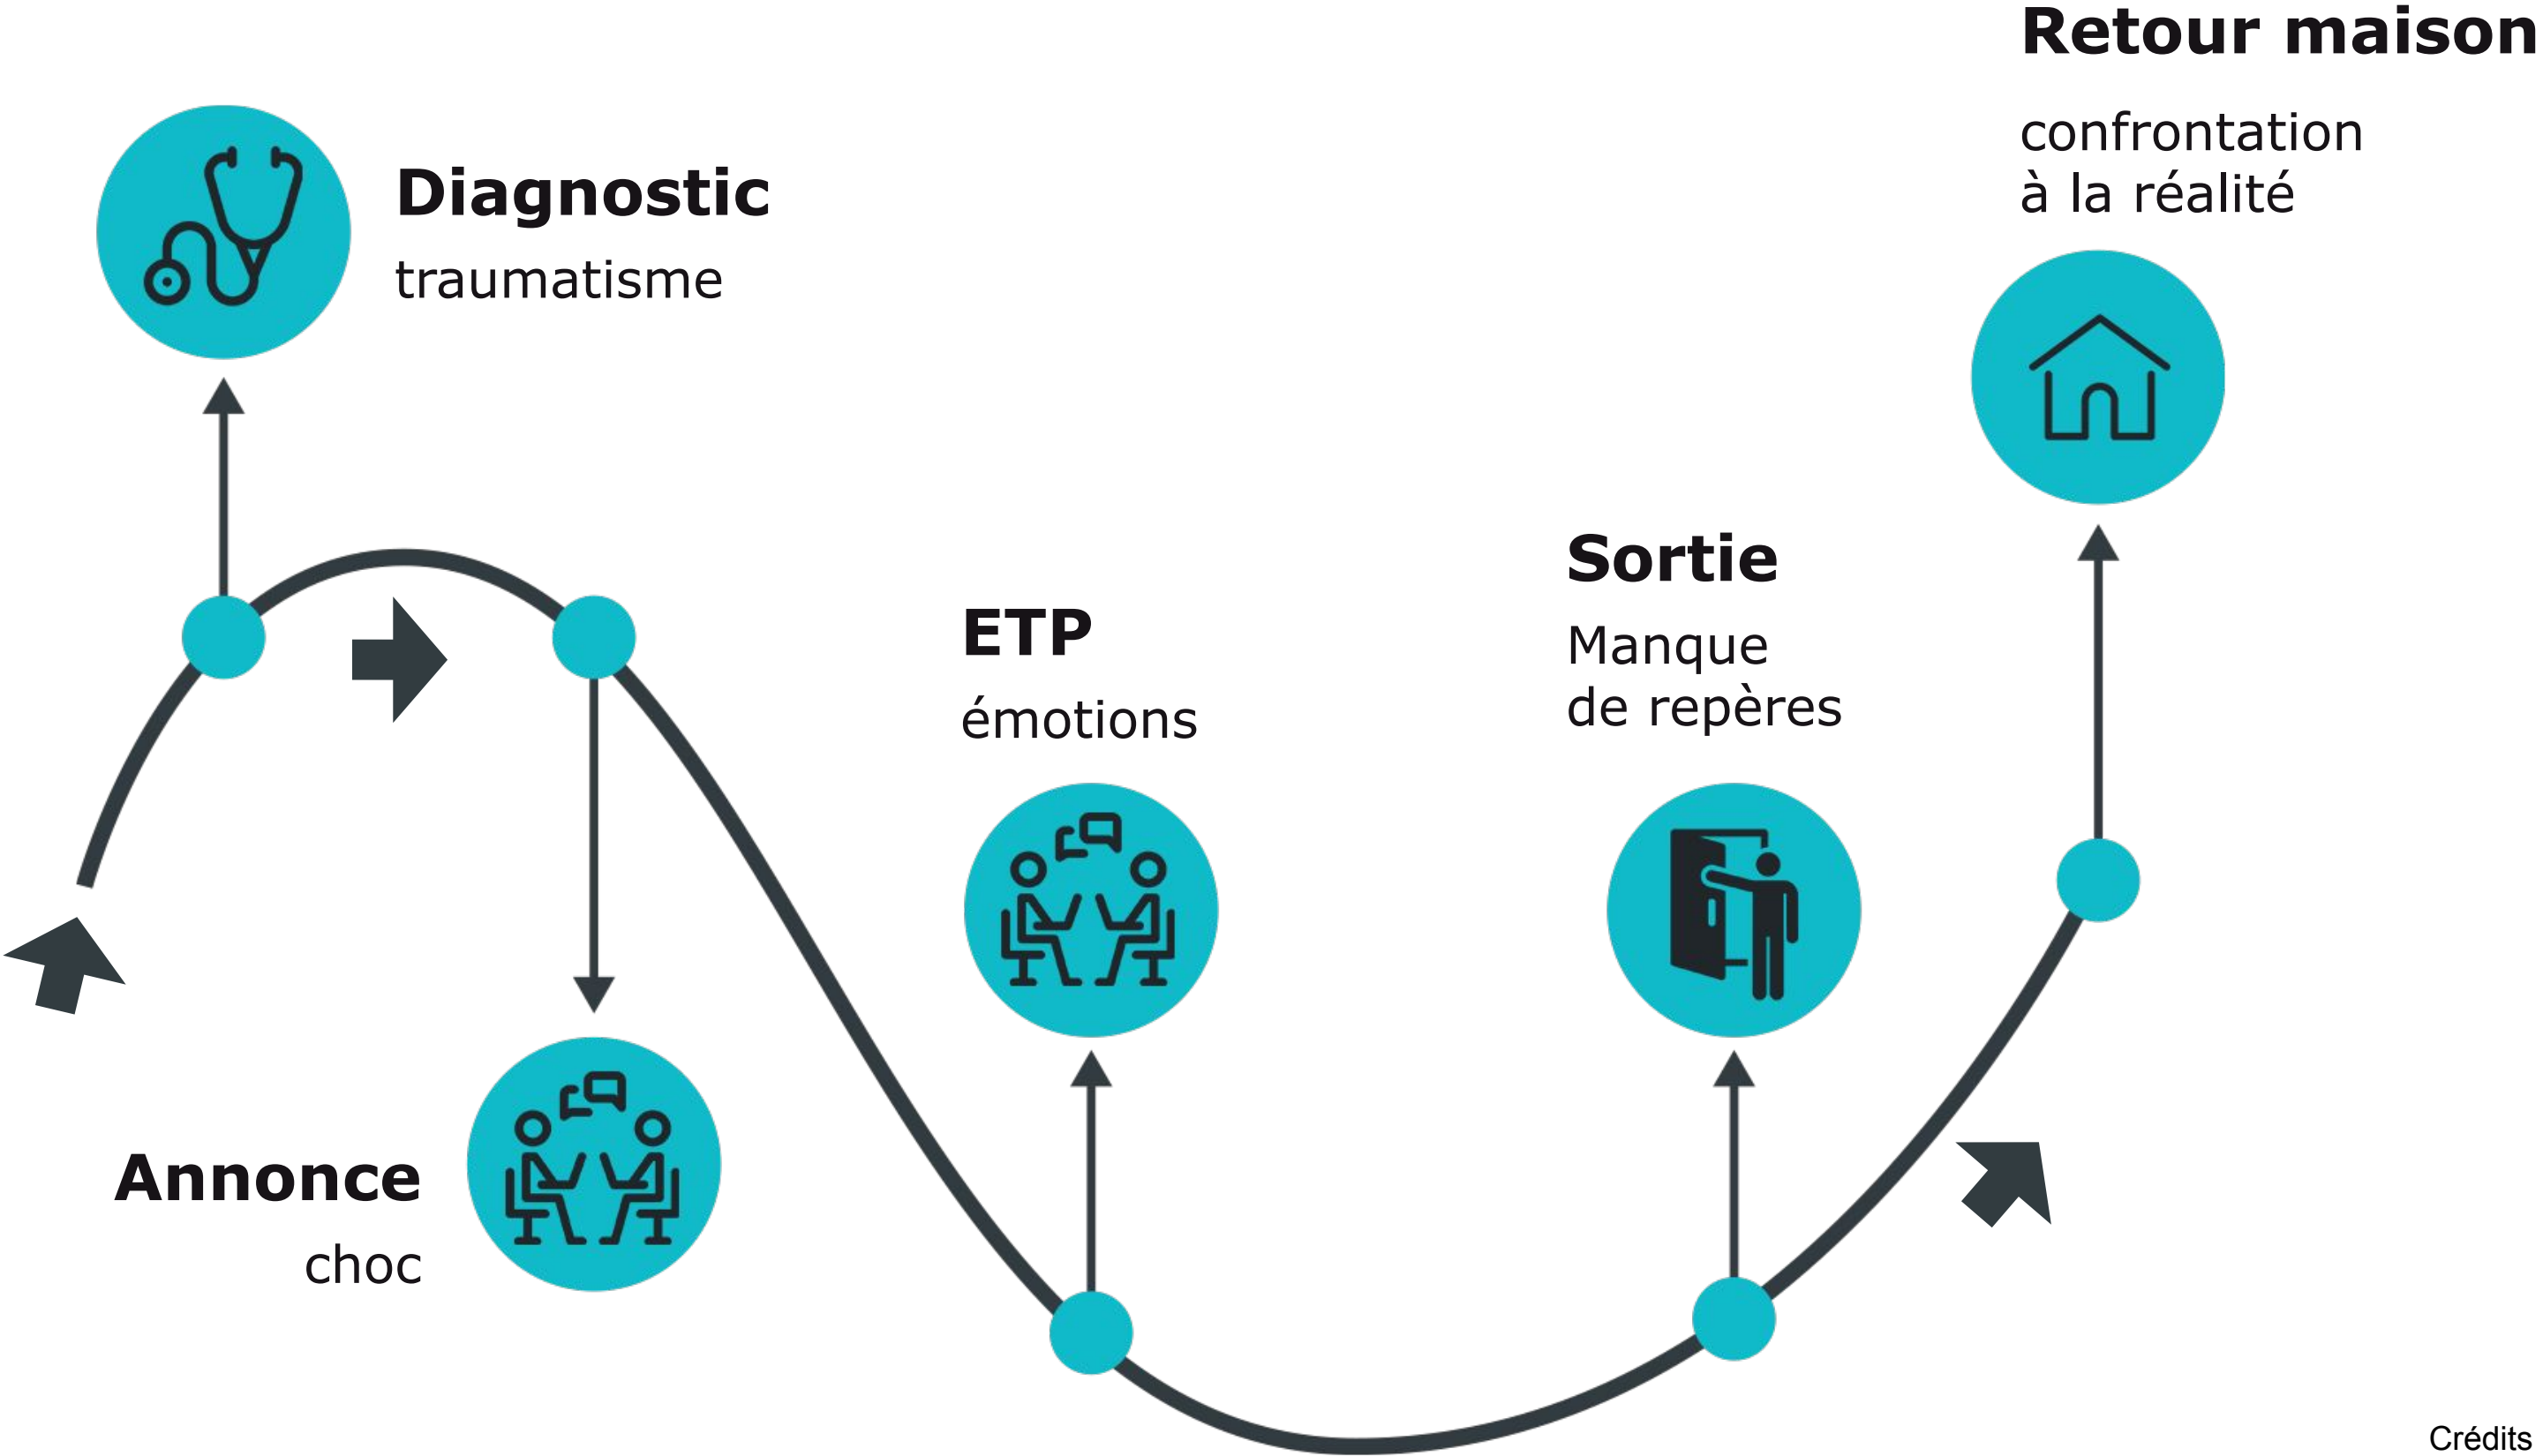 Diagnostic
traumatisme
Annonce
choc
ETP
émotions
Sortie
Manque
de repères
Retour maison
confrontation
à la réalité
Crédits